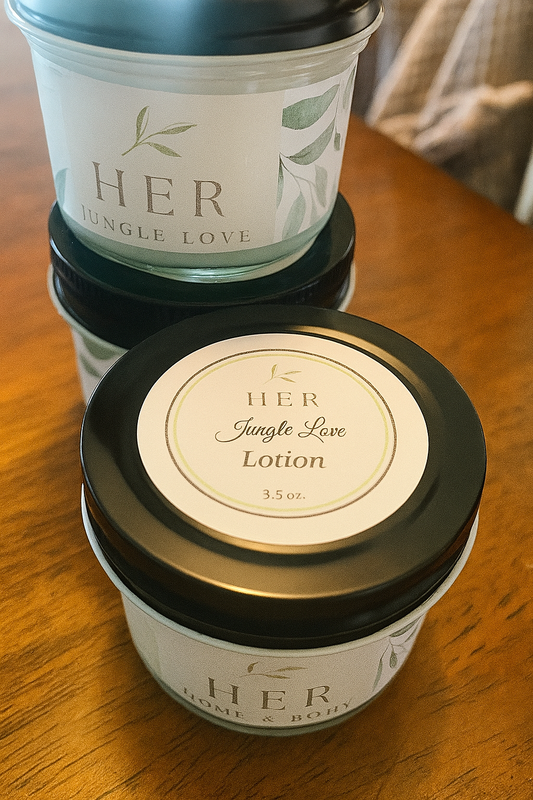 HER
JUNGLE LOVE
HER
Jungle Love
Lotion
3.5 oz.
HER
HOME & BOHY